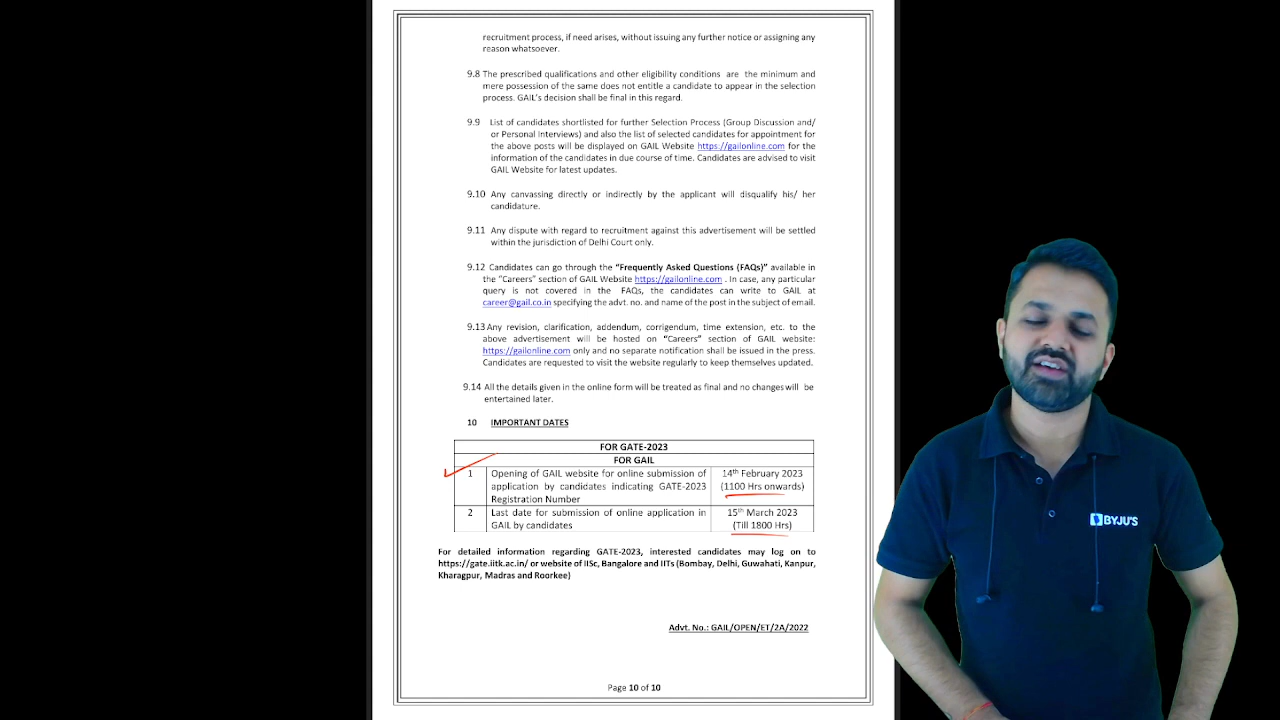 recruitment process, if need arises, without issuing any further notice or assigning any
reason whatsoever.
9.8 The prescribed qualifications and other eligibility conditions are the minimum and
mere possession of the same does not entitle a candidate to appear in the selection
process. GAIL's decision shall be final in this regard.
9.9 List of candidates shortlisted for further Selection Process (Group Discussion and/
or Personal Interviews) and also the list of selected candidates for appointment for
the above posts will be displayed on GAIL Website https://gailonline.com for the
information of the candidates in due course of time. Candidates are advised to visit
GAIL Website for latest updates.
9.10 Any canvassing directly or indirectly by the applicant will disqualify his/ her
candidature.
9.11 Any dispute with regard to recruitment against this advertisement will be settled
within the jurisdiction of Delhi Court only.
9.12 Candidates can go through the "Frequently Asked Questions (FAQs)" available in
the "Careers" section of GAIL Website https://gailonline.com . In case, any particular
query is not covered in the FAQs, the candidates can write to GAIL at
career@gail.co.in specifying the advt. no. and name of the post in the subject of email.
9.13 Any revision, clarification, addendum, corrigendum, time extension, etc. to the
above advertisement will be hosted on "Careers" section of GAIL website:
https://gailonline.com only and no separate notification shall be issued in the press.
Candidates are requested to visit the website regularly to keep themselves updated.
9.14 All the details given in the online form will be treated as final and no changes will be
entertained later.
10 IMPORTANT DATES
FOR GATE-2023
FOR GAIL
1 Opening of GAIL website for online submission of 14th February 2023
application by candidates indicating GATE-2023 (1100 Hrs onwards)
Registration Number
2 Last date for submission of online application in 15th March 2023
GAIL by candidates (Till 1800 Hrs)
For detailed information regarding GATE-2023, interested candidates may log on to
https://gate.iitk.ac.in/ or website of IISc, Bangalore and IITs (Bombay, Delhi, Guwahati, Kanpur,
Kharagpur, Madras and Roorkee)
Advt. No.: GAIL/OPEN/ET/2A/2022
Page 10 of 10
BYJU'S